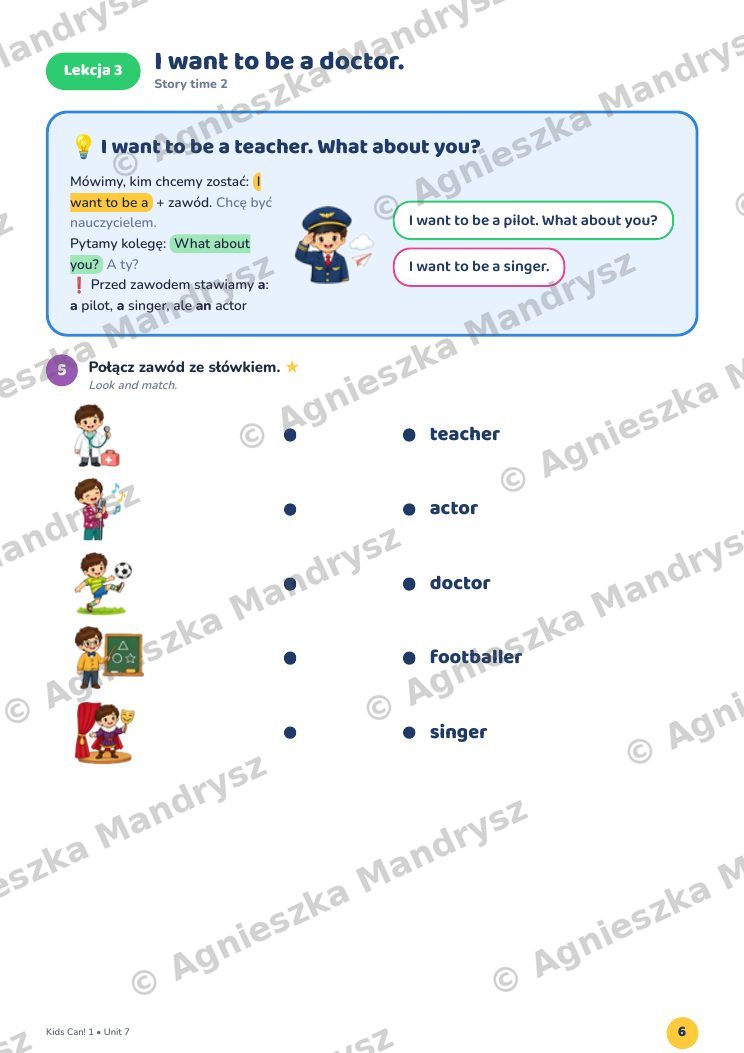 Lekcja 3
I want to be a doctor.
Story time 2
I want to be a teacher. What about you?
Mówimy, kim chcemy zostać: I
want to be a + zawód. Chcę być
nauczycielem.
Pytamy kolegę: What about
you? A ty?
❗ Przed zawodem stawiamy a:
a pilot, a singer, ale an actor
I want to be a pilot. What about you?
I want to be a singer.
5
Połącz zawód ze słówkiem. ★
Look and match.
teacher
actor
doctor
footballer
singer
Kids Can! 1 • Unit 7
6
© Agnieszka Mandrysz